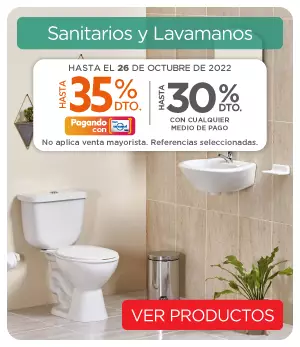 Sanitarios y Lavamanos
HASTA EL 26 DE OCTUBRE DE 2022
HASTA 35% DTO.
Pagando con
HASTA 30% DTO.
CON CUALQUIER
MEDIO DE PAGO
No aplica venta mayorista. Referencias seleccionadas.
VER PRODUCTOS